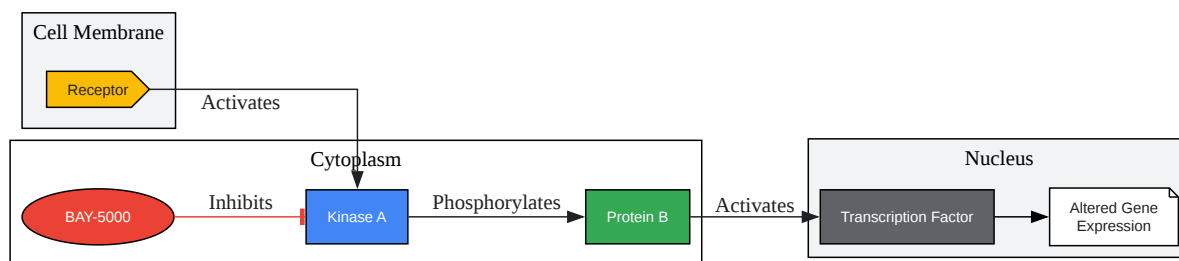 Cell Membrane
Receptor
Activates
Cytoplasm
BAY-5000
Inhibits
Kinase A
Phosphorylates
Protein B
Activates
Nucleus
Transcription Factor
Altered Gene
Expression